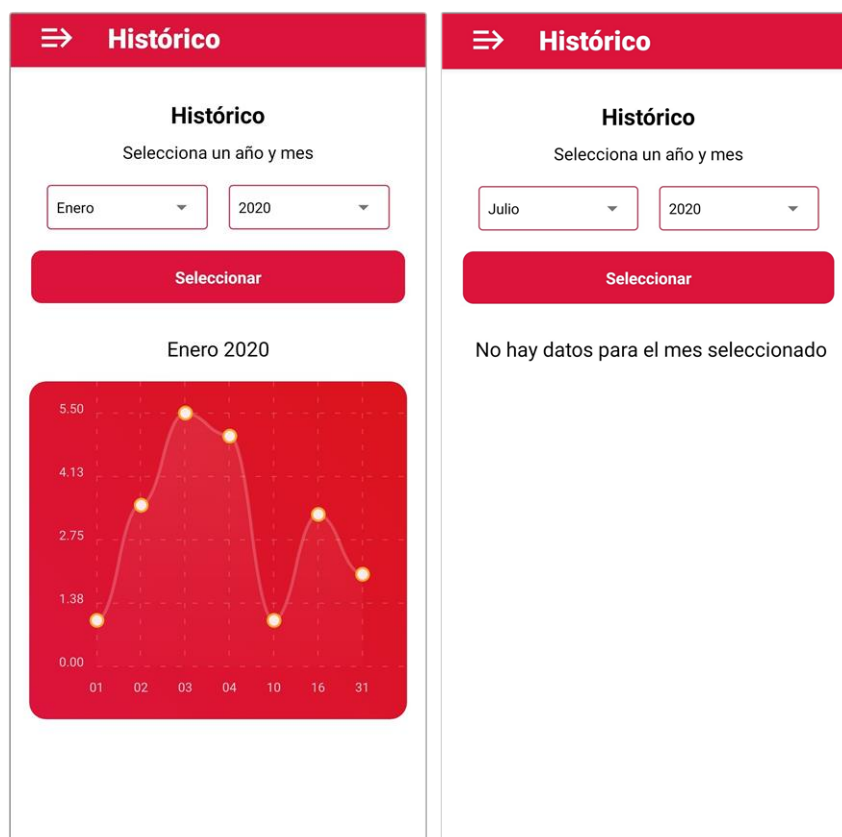 Histórico
Histórico
Selecciona un año y mes
Enero
2020
Seleccionar
Enero 2020
5.50
4.13
2.75
1.38
0.00
01 02 03 04 10 16 31
Histórico
Histórico
Selecciona un año y mes
Julio
2020
Seleccionar
No hay datos para el mes seleccionado